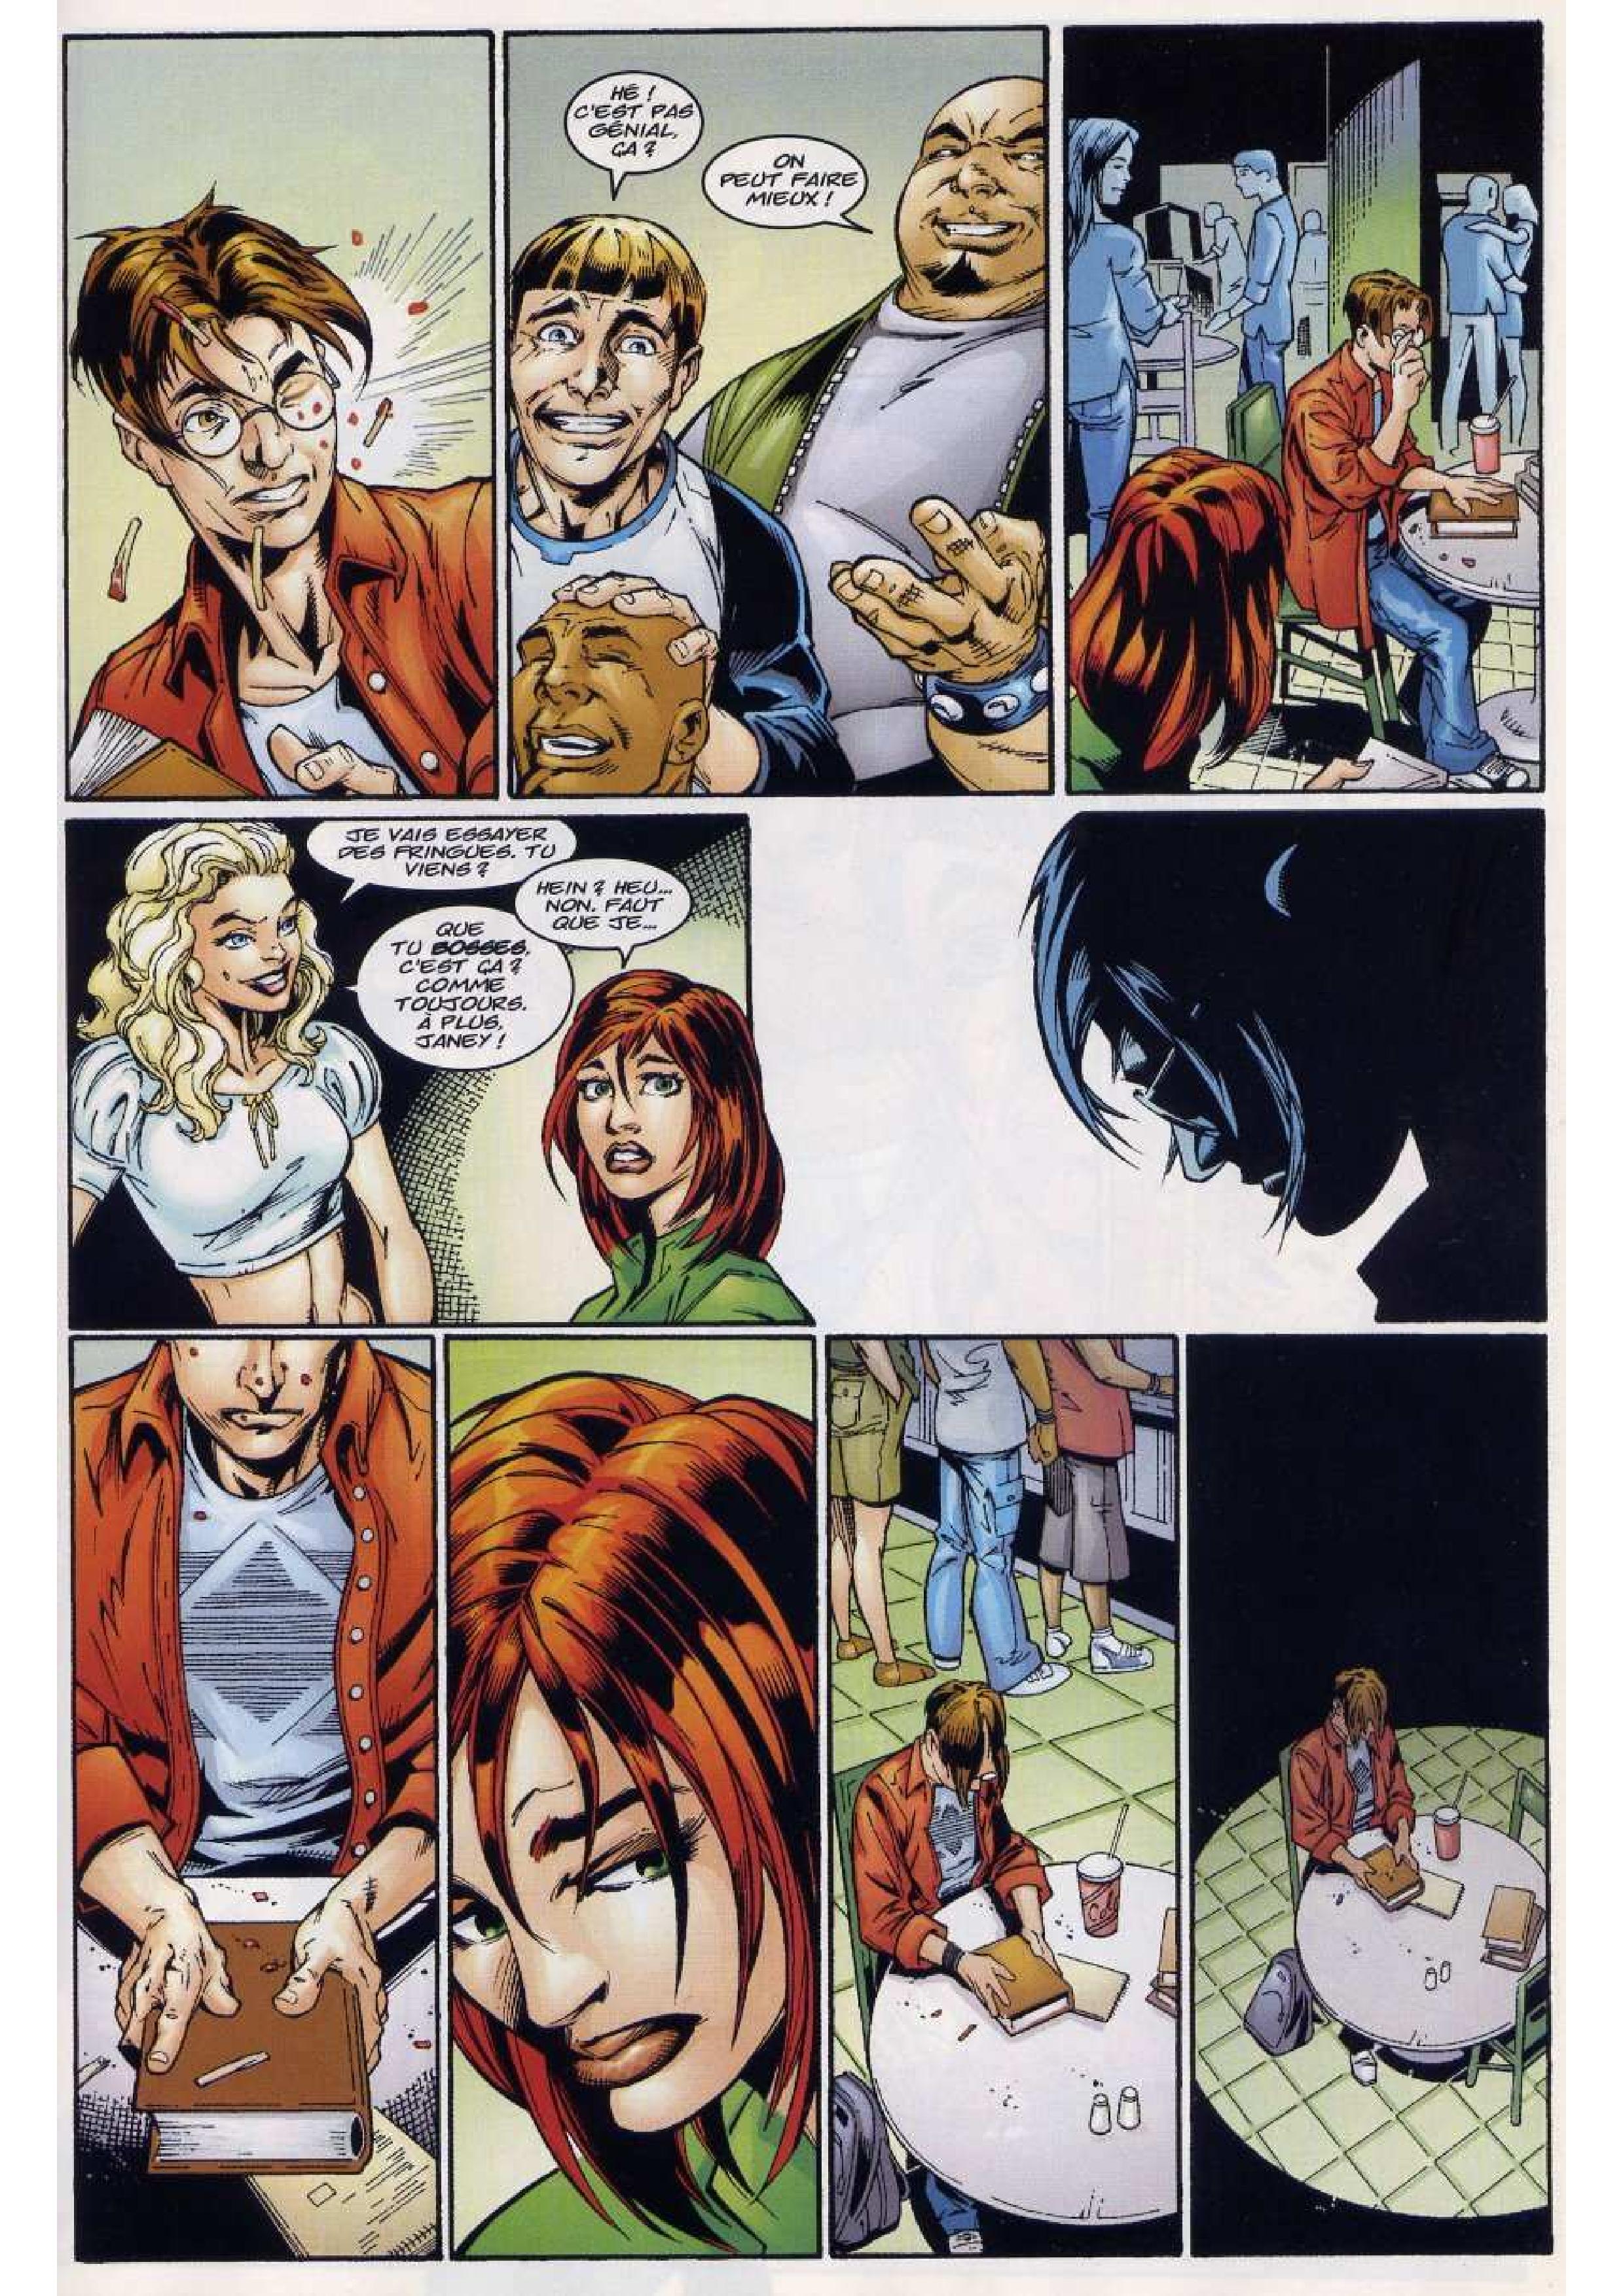 HÉ !
C'EST PAS
GÉNIAL,
ÇA ?
ON
PEUT FAIRE
MIEUX !
JE VAIS ESSAYER
DES FRINGUES. TU
VIENS ?
HEIN ? HEU...
NON. FAUT
QUE JE...
QUE
TU BOSSES,
C'EST ÇA ?
COMME
TOUJOURS.
À PLUS,
JANEY !